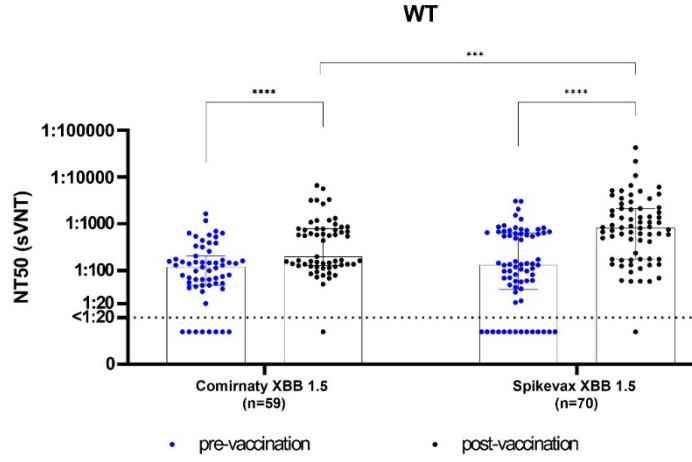 WT
***
****
****
1:100000
1:10000
1:1000
1:100
1:20
<1:20
0
NT50 (sVNT)
Comirnaty XBB 1.5
(n=59)
Spikevax XBB 1.5
(n=70)
pre-vaccination
post-vaccination